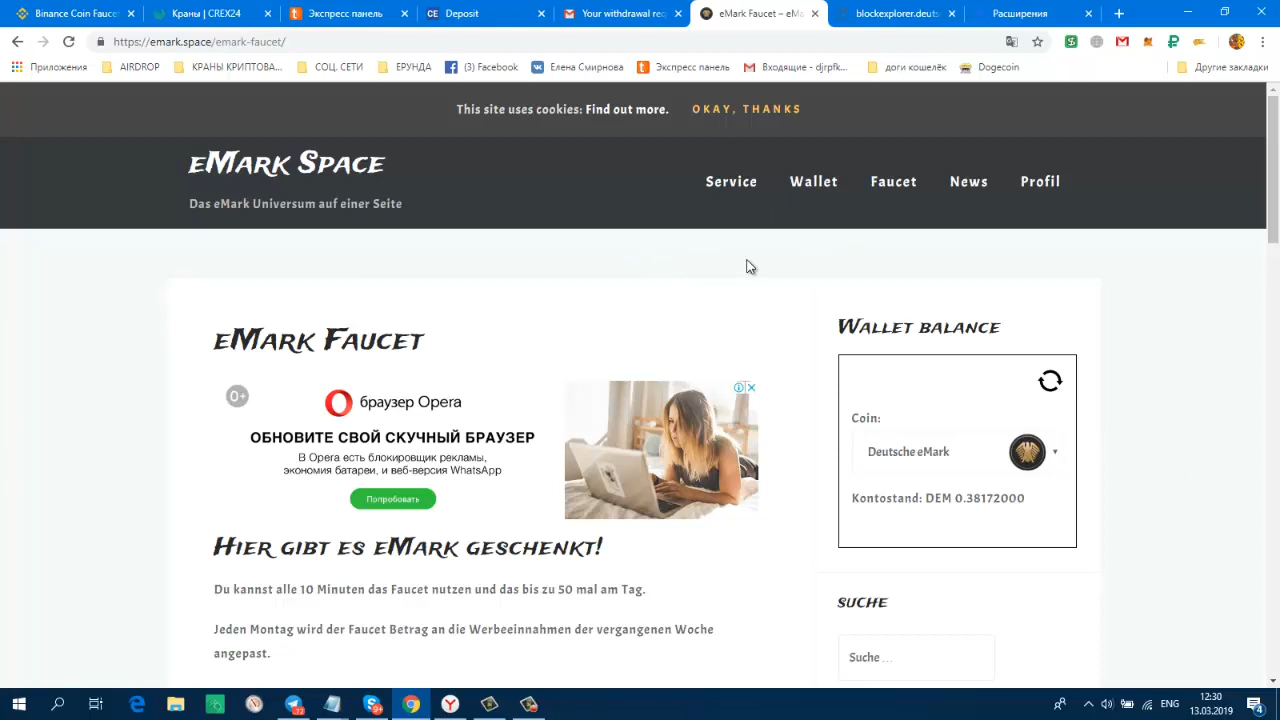 Binance Coin Faucet
Краны | CREX24
Экспресс панель
Deposit
Your withdrawal req
eMark Faucet – eMa
blockexplorer.deuts
Расширения
https://emark.space/emark-faucet/
Приложения
AIRDROP
КРАНЫ КРИПТОВА...
СОЦ. СЕТИ
ЕРУНДА
(3) Facebook
Елена Смирнова
Экспресс панель
Входящие - djrpfk...
доги кошелёк
Dogecoin
Другие закладки
This site uses cookies: Find out more. OKAY, THANKS
eMark Space
Das eMark Universum auf einer Seite
Service
Wallet
Faucet
News
Profil
eMark Faucet
0+
браузер Opera
ОБНОВИТЕ СВОЙ СКУЧНЫЙ БРАУЗЕР
В Opera есть блокировщик рекламы,
экономия батареи, и веб-версия WhatsApp
Попробовать
Hier gibt es eMark geschenkt!
Du kannst alle 10 Minuten das Faucet nutzen und das bis zu 50 mal am Tag.
Jeden Montag wird der Faucet Betrag an die Werbeeinnahmen der vergangenen Woche
angepast.
Wallet balance
Coin:
Deutsche eMark
Kontostand: DEM 0.38172000
Suche
Suche ...
ENG
12:30
13.03.2019